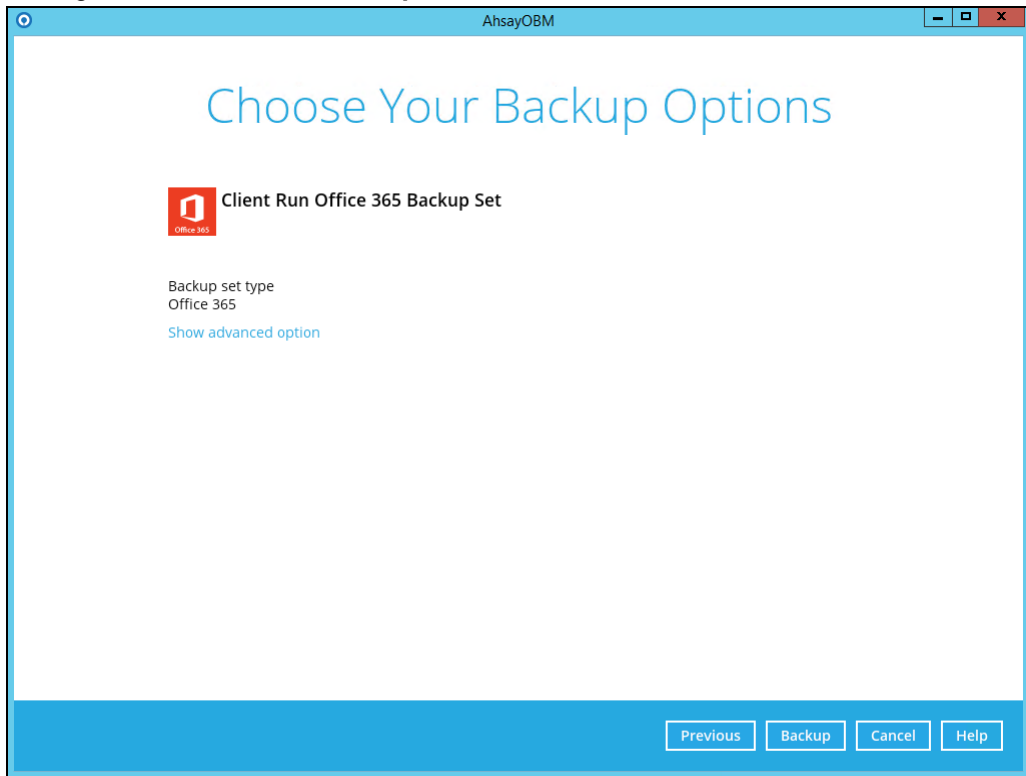 AhsayOBM
Choose Your Backup Options
Client Run Office 365 Backup Set
Office 365
Backup set type
Office 365
Show advanced option
Previous Backup Cancel Help